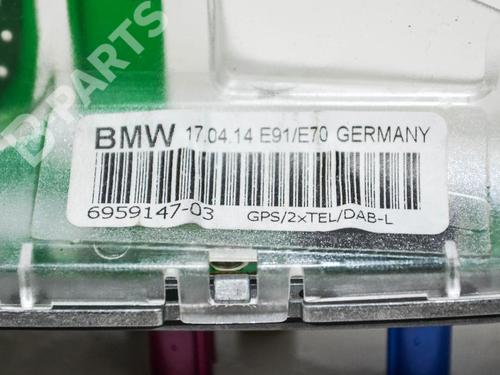 B-PARTS
BMW 17.04.14 E91/E70 GERMANY
6959147-03 GPS/2xTEL/DAB-L